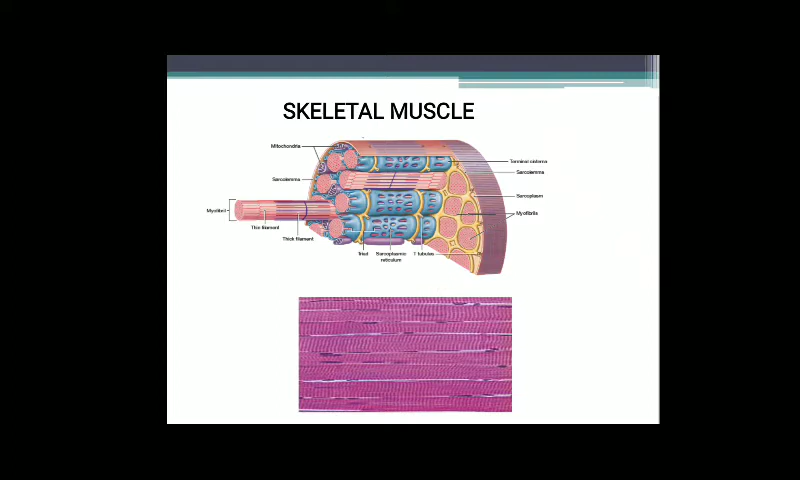 SKELETAL MUSCLE
Mitochondria
Terminal cisterna
Sarcolemma
Sarcolemma
Sarcoplasm
Myofibril
Myofibrils
Thin filament
Thick filament
Triad
Sarcoplasmic
reticulum
T tubules